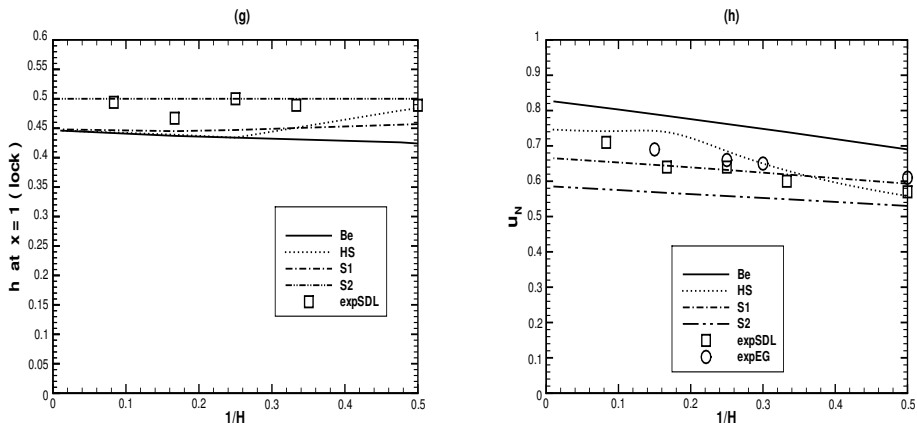 (g)
0.6
0.55
0.5
0.45
0.4
0.35
0.3
0.25
0.2
0.15
0.1
0.05
0
h at x = 1 ( lock )
Be
HS
S1
S2
expSDL
0 0.1 0.2 0.3 0.4 0.5
1/H
(h)
1
0.9
0.8
0.7
0.6
0.5
0.4
0.3
0.2
0.1
0
u_N
Be
HS
S1
S2
expSDL
expEG
0 0.1 0.2 0.3 0.4 0.5
1/H